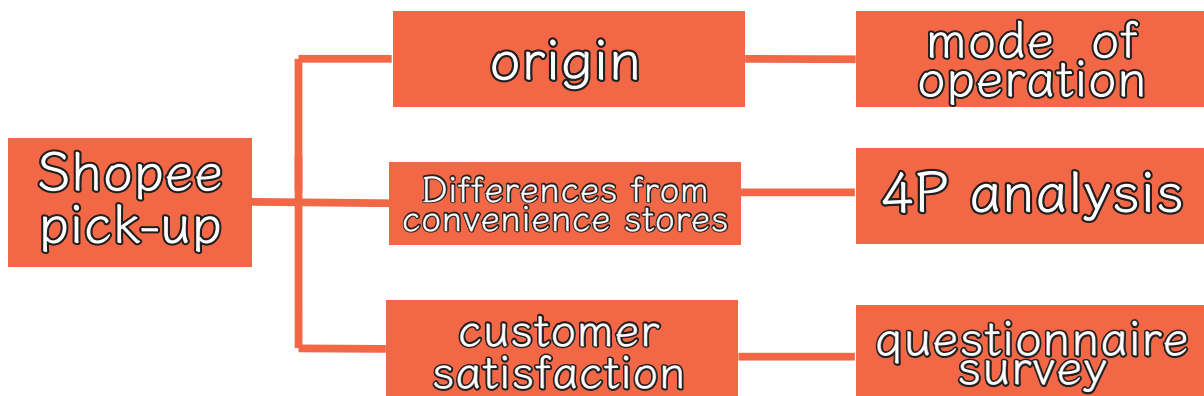 Shopee
pick-up
origin
mode of
operation
Differences from
convenience stores
4P analysis
customer
satisfaction
questionnaire
survey